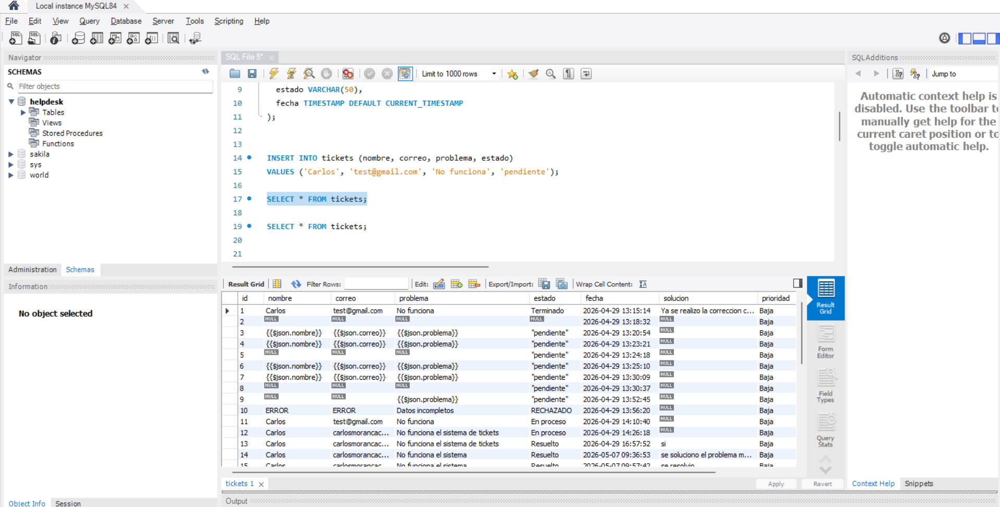 Local instance MySQL84
File Edit View Query Database Server Tools Scripting Help
Navigator
SCHEMAS
Filter objects
helpdesk
Tables
Views
Stored Procedures
Functions
sakila
sys
world
Administration Schemas
Information
No object selected
Object Info Session
SQL File 5*
Limit to 1000 rows
9 estado VARCHAR(50),
10 fecha TIMESTAMP DEFAULT CURRENT_TIMESTAMP
11 );
12
13
14 INSERT INTO tickets (nombre, correo, problema, estado)
15 VALUES ('Carlos', 'test@gmail.com', 'No funciona', 'pendiente');
16
17 SELECT * FROM tickets;
18
19 SELECT * FROM tickets;
20
21
Result Grid Filter Rows: Edit: Export/Import: Wrap Cell Content: IA
id nombre correo problema estado fecha solucion prioridad
1 Carlos test@gmail.com No funciona Terminado 2026-04-29 13:15:14 Ya se realizo la correccion c... Baja
2 NULL NULL NULL NULL 2026-04-29 13:18:32 NULL Baja
3 {{$json.nombre}} {{$json.correo}} {{$json.problema}} "pendiente" 2026-04-29 13:20:54 NULL Baja
4 {{$json.nombre}} {{$json.correo}} {{$json.problema}} "pendiente" 2026-04-29 13:23:21 NULL Baja
5 NULL NULL NULL "pendiente" 2026-04-29 13:24:18 NULL Baja
6 {{$json.nombre}} {{$json.correo}} {{$json.problema}} "pendiente" 2026-04-29 13:25:10 NULL Baja
7 {{$json.nombre}} {{$json.correo}} {{$json.problema}} "pendiente" 2026-04-29 13:30:09 NULL Baja
8 NULL NULL NULL "pendiente" 2026-04-29 13:30:37 NULL Baja
9 NULL NULL {{$json.problema}} "pendiente" 2026-04-29 13:52:45 NULL Baja
10 ERROR ERROR Datos incompletos RECHAZADO 2026-04-29 13:56:20 NULL Baja
11 Carlos test@gmail.com No funciona En proceso 2026-04-29 14:10:40 NULL Baja
12 Carlos carlosmorancac... No funciona el sistema de tickets En proceso 2026-04-29 14:26:18 NULL Baja
13 Carlos carlosmorancac... No funciona el sistema de tickets Resuelto 2026-04-29 16:57:52 si Baja
14 Carlos carlosmorancac... No funciona el sistema Resuelto 2026-05-07 09:36:53 se soluciono el problema m... Baja
15 Carlos carlosmorancac... No funciona el sistema Resuelto 2026-05-07 09:57:42 se resolvio Baja
Result Grid
Form Editor
Field Types
Query Stats
tickets 1
Apply Revert
Output
SQLAdditions
Jump to
Automatic context help is
disabled. Use the toolbar to
manually get help for the
current caret position or to
toggle automatic help.
Context Help Snippets